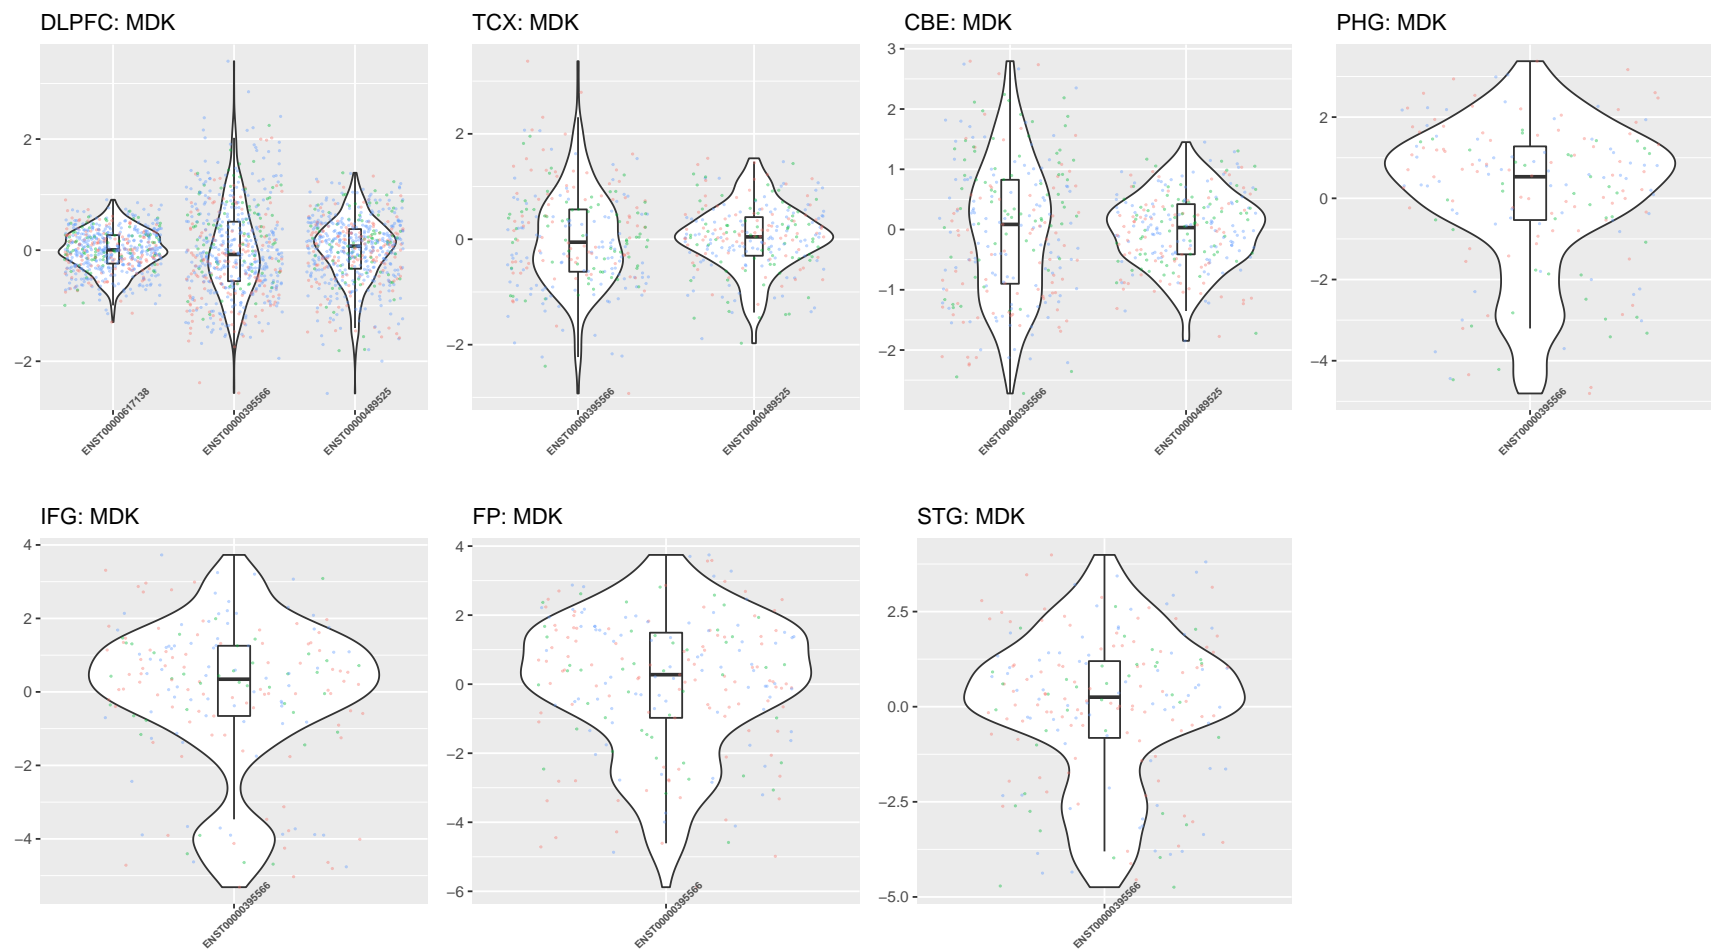 DLPFC: MDK
2
0
−2
ENST00000617138
ENST00000395566
ENST00000489525
TCX: MDK
2
0
−2
ENST00000395566
ENST00000489525
CBE: MDK
3
2
1
0
−1
−2
ENST00000395566
ENST00000489525
PHG: MDK
2
0
−2
−4
ENST00000395566
IFG: MDK
4
2
0
−2
−4
ENST00000395566
FP: MDK
4
2
0
−2
−4
−6
ENST00000395566
STG: MDK
2.5
0.0
−2.5
−5.0
ENST00000395566